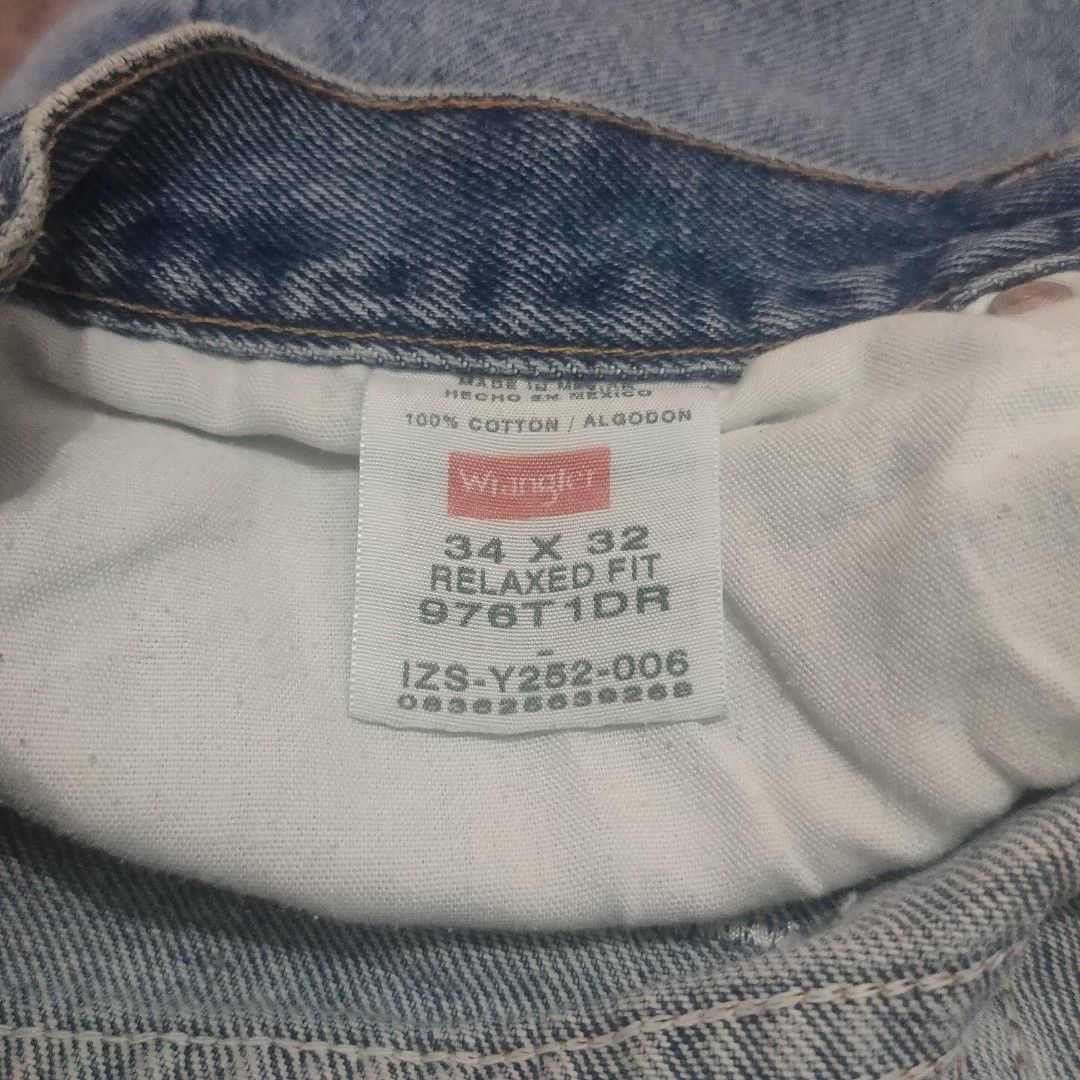 MADE IN MEXICO
HECHO EN MEXICO
100% COTTON / ALGODON
Wrangler
34 X 32
RELAXED FIT
976T1DR
-
IZS-Y252-006